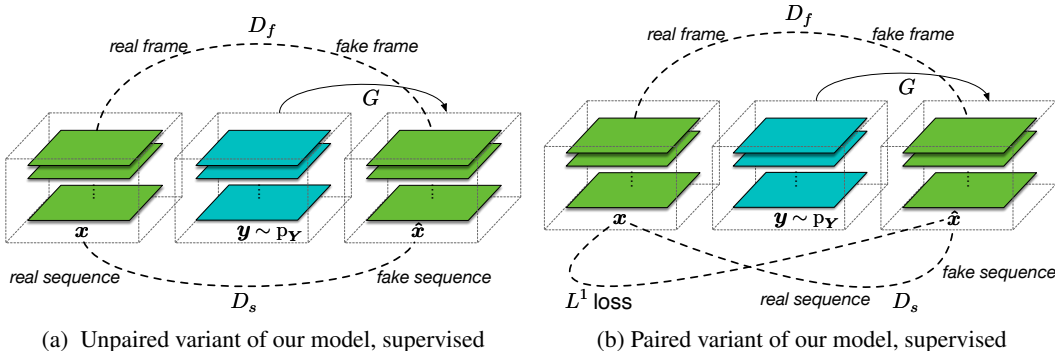 D_f
real frame
fake frame
G
x
y ∼ p_Y
x̂
real sequence
fake sequence
D_s
(a) Unpaired variant of our model, supervised
D_f
real frame
fake frame
G
x
y ∼ p_Y
x̂
fake sequence
L¹ loss
real sequence
D_s
(b) Paired variant of our model, supervised